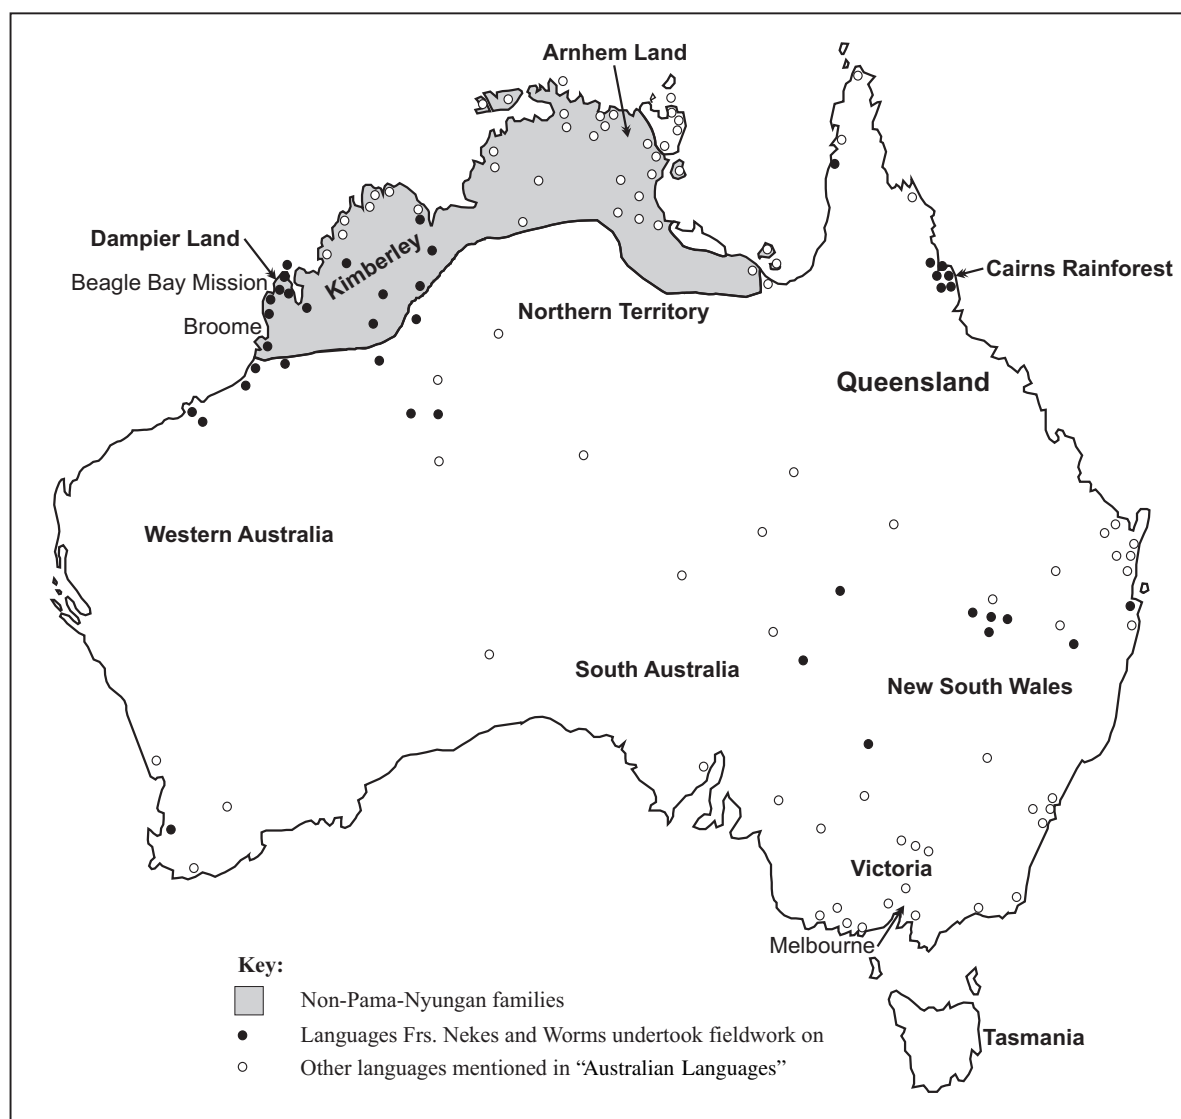 Arnhem Land
Dampier Land
Beagle Bay Mission
Kimberley
Cairns Rainforest
Broome
Northern Territory
Queensland
Western Australia
South Australia
New South Wales
Victoria
Melbourne
Key:
Non-Pama-Nyungan families
Languages Frs. Nekes and Worms undertook fieldwork on
Tasmania
Other languages mentioned in “Australian Languages”